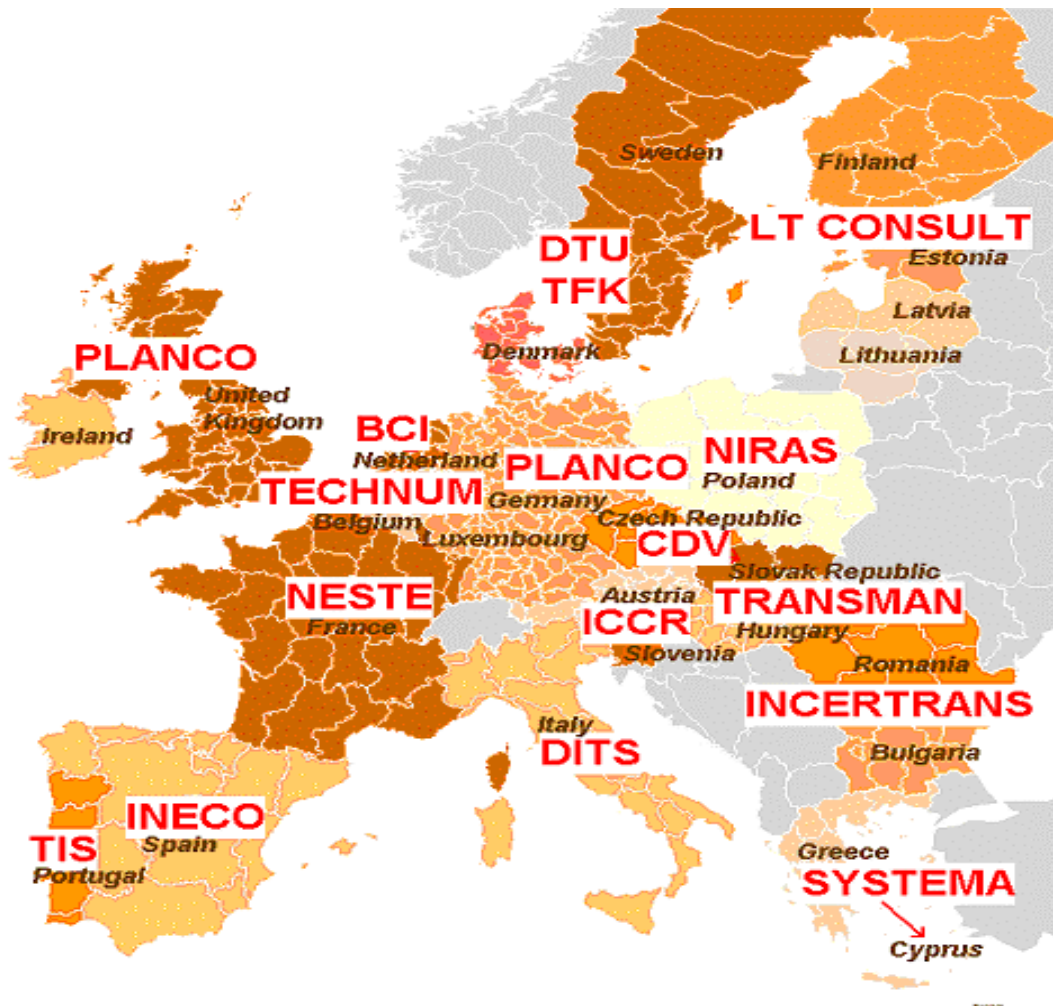 Sweden
Finland
LT CONSULT
DTU
TFK
Estonia
Latvia
Denmark
Lithuania
PLANCO
United
Kingdom
Ireland
BCI
Netherland
NIRAS
PLANCO
Poland
TECHNUM
Germany
Belgium
Czech Republic
Luxembourg
CDV
Slovak Republic
NESTE
Austria
TRANSMAN
France
ICCR
Hungary
Slovenia
Romania
INCERTRANS
Italy
DITS
Bulgaria
INECO
Spain
TIS
Portugal
Greece
SYSTEMA
Cyprus